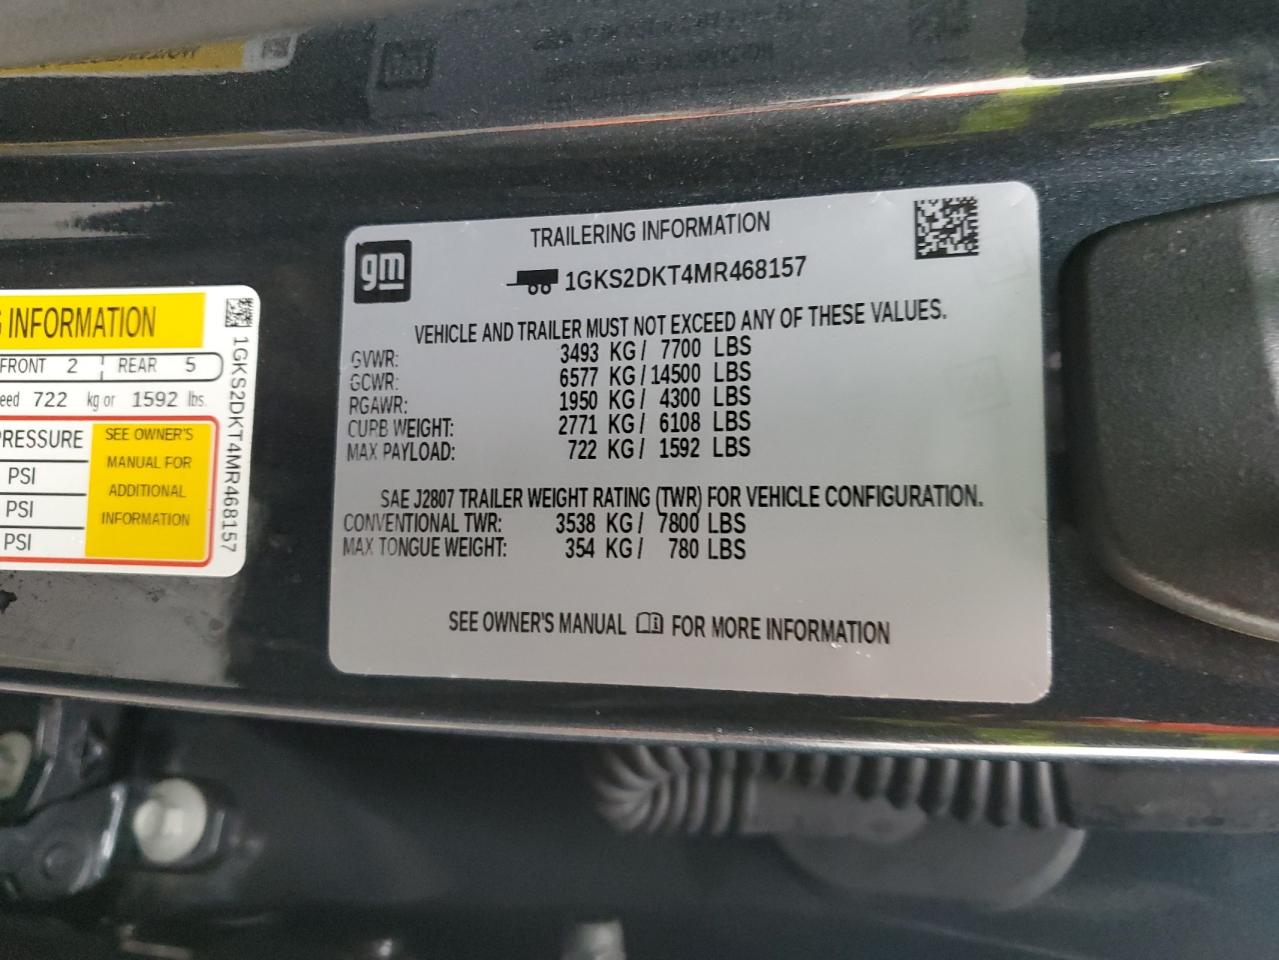 gm
TRAILERING INFORMATION
1GKS2DKT4MR468157
VEHICLE AND TRAILER MUST NOT EXCEED ANY OF THESE VALUES.
GVWR: 3493 KG / 7700 LBS
GCWR: 6577 KG / 14500 LBS
RGAWR: 1950 KG / 4300 LBS
CURB WEIGHT: 2771 KG / 6108 LBS
MAX PAYLOAD: 722 KG / 1592 LBS
SAE J2807 TRAILER WEIGHT RATING (TWR) FOR VEHICLE CONFIGURATION.
CONVENTIONAL TWR: 3538 KG / 7800 LBS
MAX TONGUE WEIGHT: 354 KG / 780 LBS
SEE OWNER'S MANUAL FOR MORE INFORMATION
INFORMATION
FRONT 2 REAR 5
722 kg or 1592 lbs.
PRESSURE
PSI
PSI
PSI
SEE OWNER'S
MANUAL FOR
ADDITIONAL
INFORMATION
1GKS2DKT4MR468157